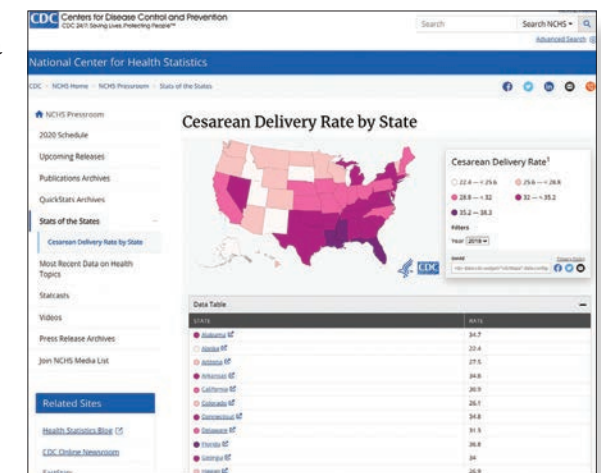 CDC Centers for Disease Control and Prevention
CDC 24/7: Saving Lives, Protecting People™
Search
Search NCHS
Advanced Search
National Center for Health Statistics
CDC > NCHS Home > NCHS Pressroom > Stats of the States
NCHS Pressroom
2020 Schedule
Upcoming Releases
Publications Archives
QuickStats Archives
Stats of the States
Cesarean Delivery Rate by State
Most Recent Data on Health
Topics
Statcasts
Videos
Press Release Archives
Join NCHS Media List
Related Sites
Health Statistics Blog
CDC Online Newsroom
FastStats
Cesarean Delivery Rate by State
Cesarean Delivery Rate¹
22.4 — < 25.6
25.6 — < 28.8
28.8 — < 32
32 — < 35.2
35.2 — 38.3
Filters
Year 2018
CDC
Data Table
STATE RATE
Alabama 34.7
Alaska 22.4
Arizona 27.5
Arkansas 34.8
California 30.9
Colorado 26.1
Connecticut 34.8
Delaware 31.3
Florida 36.8
Georgia 34
Hawaii 26.9